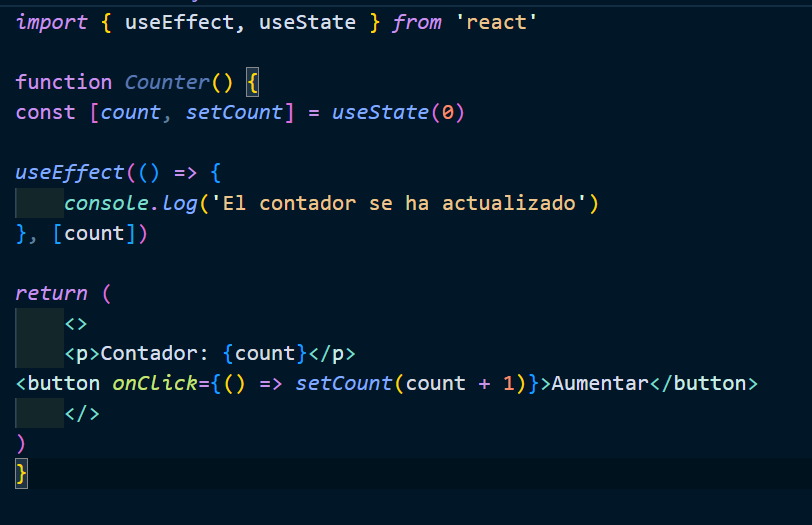 import { useEffect, useState } from 'react'
function Counter() {
const [count, setCount] = useState(0)
useEffect(() => {
console.log('El contador se ha actualizado')
}, [count])
return (
<>
<p>Contador: {count}</p>
<button onClick={() => setCount(count + 1)}>Aumentar</button>
</>
)
}